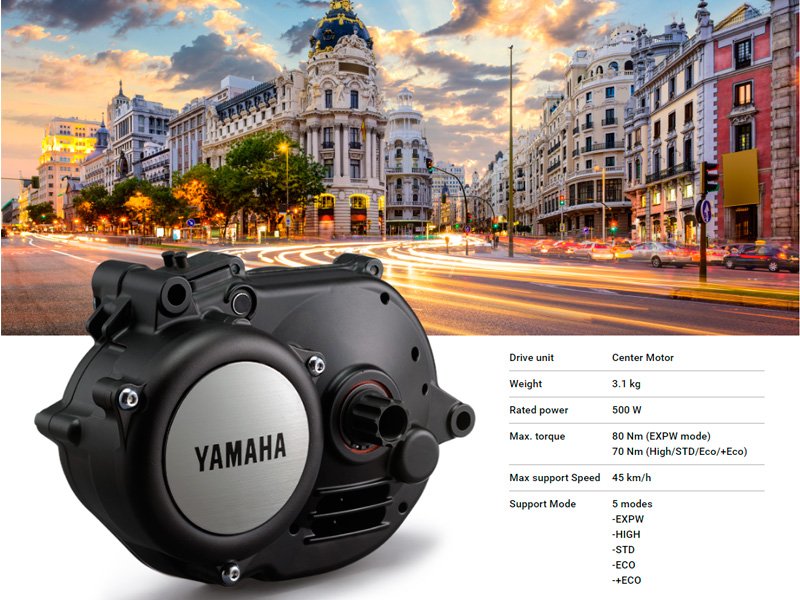 YAMAHA
Drive unit Center Motor
Weight 3.1 kg
Rated power 500 W
Max. torque 80 Nm (EXPW mode)
70 Nm (High/STD/Eco/+Eco)
Max support Speed 45 km/h
Support Mode 5 modes
-EXPW
-HIGH
-STD
-ECO
-+ECO